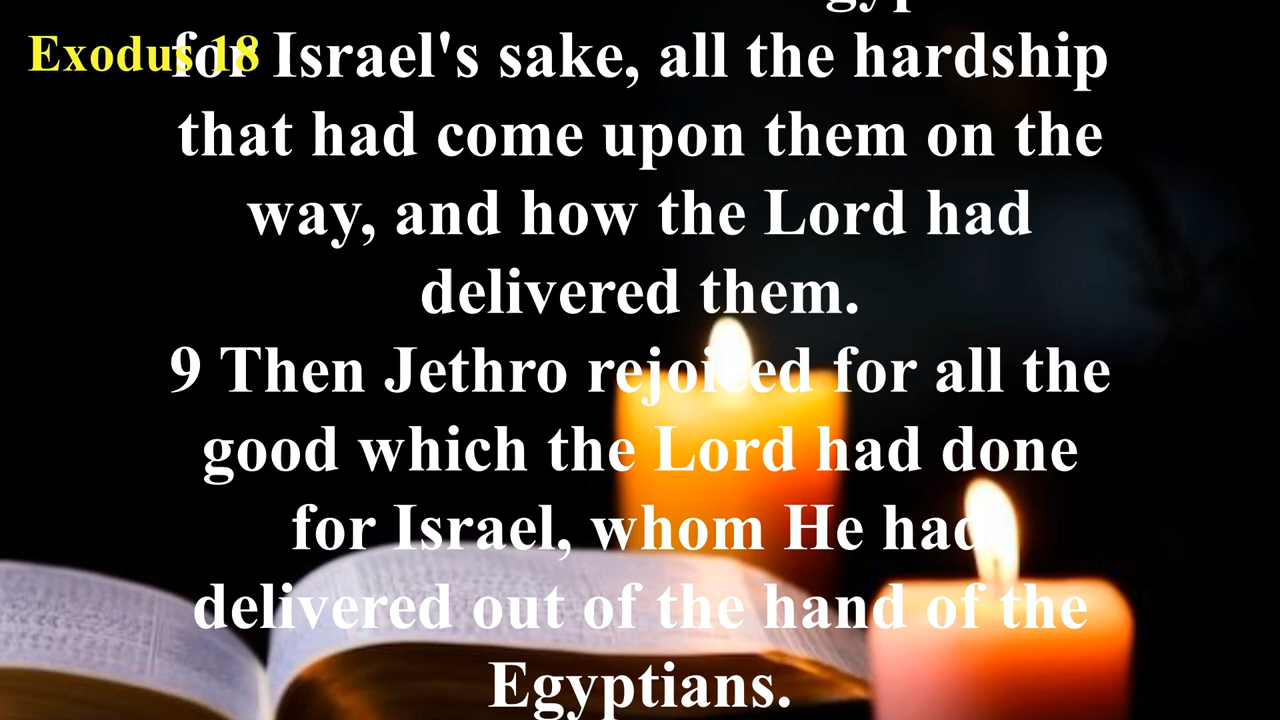 Exodus 18
for Israel's sake, all the hardship
that had come upon them on the
way, and how the Lord had
delivered them.
9 Then Jethro rejoiced for all the
good which the Lord had done
for Israel, whom He had
delivered out of the hand of the
Egyptians.